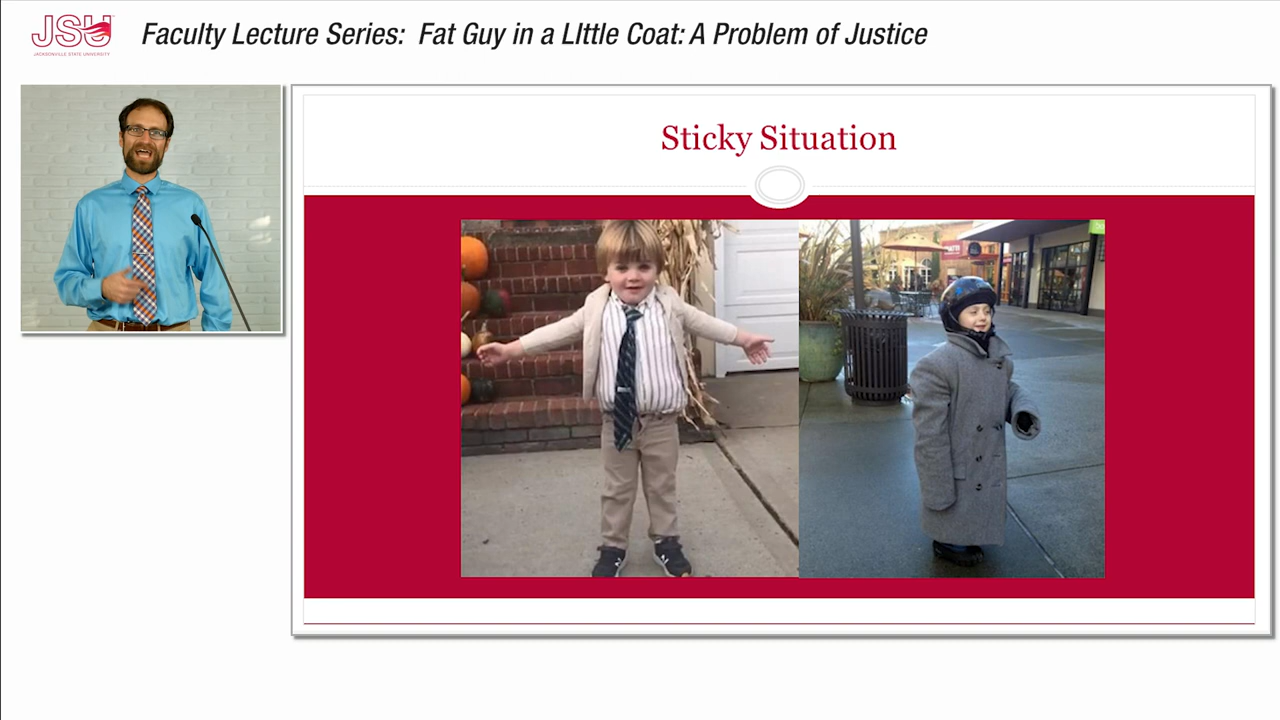 JSU
JACKSONVILLE STATE UNIVERSITY
Faculty Lecture Series: Fat Guy in a LIttle Coat: A Problem of Justice
Sticky Situation